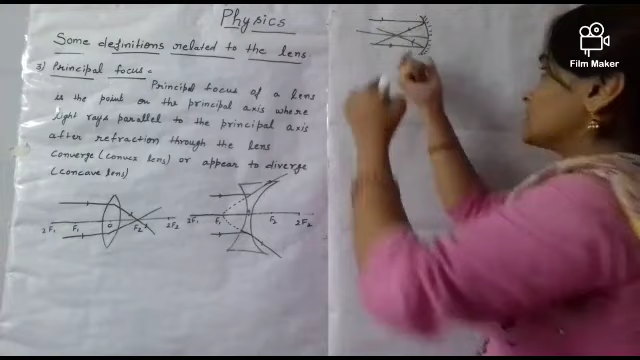 Physics
Some definitions related to the lens
3) Principal focus =
Principal focus of a lens
is the point on the principal axis where
light rays parallel to the principal axis
after refraction through the lens
converge (convex lens) or appear to diverge
(concave lens)
2F1 F1 O F2 2F2
2F1 F1 F2 2F2
Film Maker